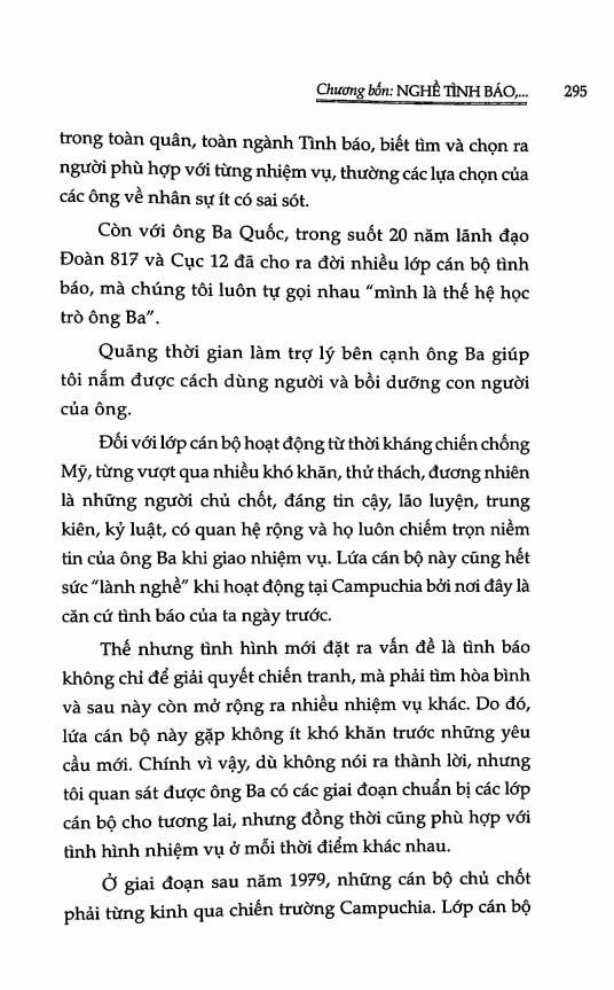 Chương bốn: NGHỀ TÌNH BÁO,... 295
trong toàn quân, toàn ngành Tình báo, biết tìm và chọn ra
người phù hợp với từng nhiệm vụ, thường các lựa chọn của
các ông về nhân sự ít có sai sót.
Còn với ông Ba Quốc, trong suốt 20 năm lãnh đạo
Đoàn 817 và Cục 12 đã cho ra đời nhiều lớp cán bộ tình
báo, mà chúng tôi luôn tự gọi nhau "mình là thế hệ học
trò ông Ba".
Quãng thời gian làm trợ lý bên cạnh ông Ba giúp
tôi nắm được cách dùng người và bồi dưỡng con người
của ông.
Đối với lớp cán bộ hoạt động từ thời kháng chiến chống
Mỹ, từng vượt qua nhiều khó khăn, thử thách, đương nhiên
là những người chủ chốt, đáng tin cậy, lão luyện, trung
kiên, kỷ luật, có quan hệ rộng và họ luôn chiếm trọn niềm
tin của ông Ba khi giao nhiệm vụ. Lứa cán bộ này cũng hết
sức "lành nghề" khi hoạt động tại Campuchia bởi nơi đây là
căn cứ tình báo của ta ngày trước.
Thế nhưng tình hình mới đặt ra vấn đề là tình báo
không chỉ để giải quyết chiến tranh, mà phải tìm hòa bình
và sau này còn mở rộng ra nhiều nhiệm vụ khác. Do đó,
lứa cán bộ này gặp không ít khó khăn trước những yêu
cầu mới. Chính vì vậy, dù không nói ra thành lời, nhưng
tôi quan sát được ông Ba có các giai đoạn chuẩn bị các lớp
cán bộ cho tương lai, nhưng đồng thời cũng phù hợp với
tình hình nhiệm vụ ở mỗi thời điểm khác nhau.
Ở giai đoạn sau năm 1979, những cán bộ chủ chốt
phải từng kinh qua chiến trường Campuchia. Lớp cán bộ